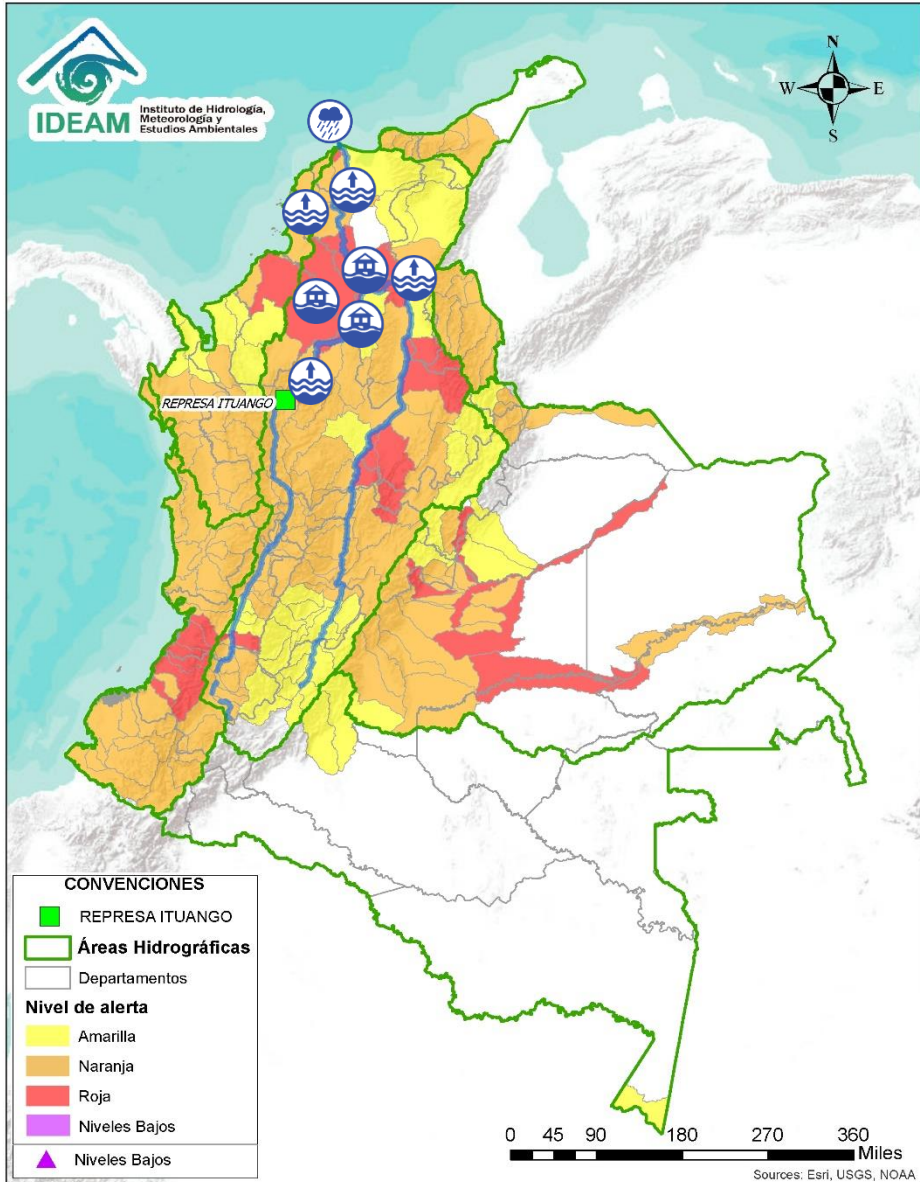 IDEAM
Instituto de Hidrología,
Meteorología y
Estudios Ambientales
N
W E
S
REPRESA ITUANGO
CONVENCIONES
REPRESA ITUANGO
Áreas Hidrográficas
Departamentos
Nivel de alerta
Amarilla
Naranja
Roja
Niveles Bajos
Niveles Bajos
0 45 90 180 270 360
Miles
Sources: Esri, USGS, NOAA